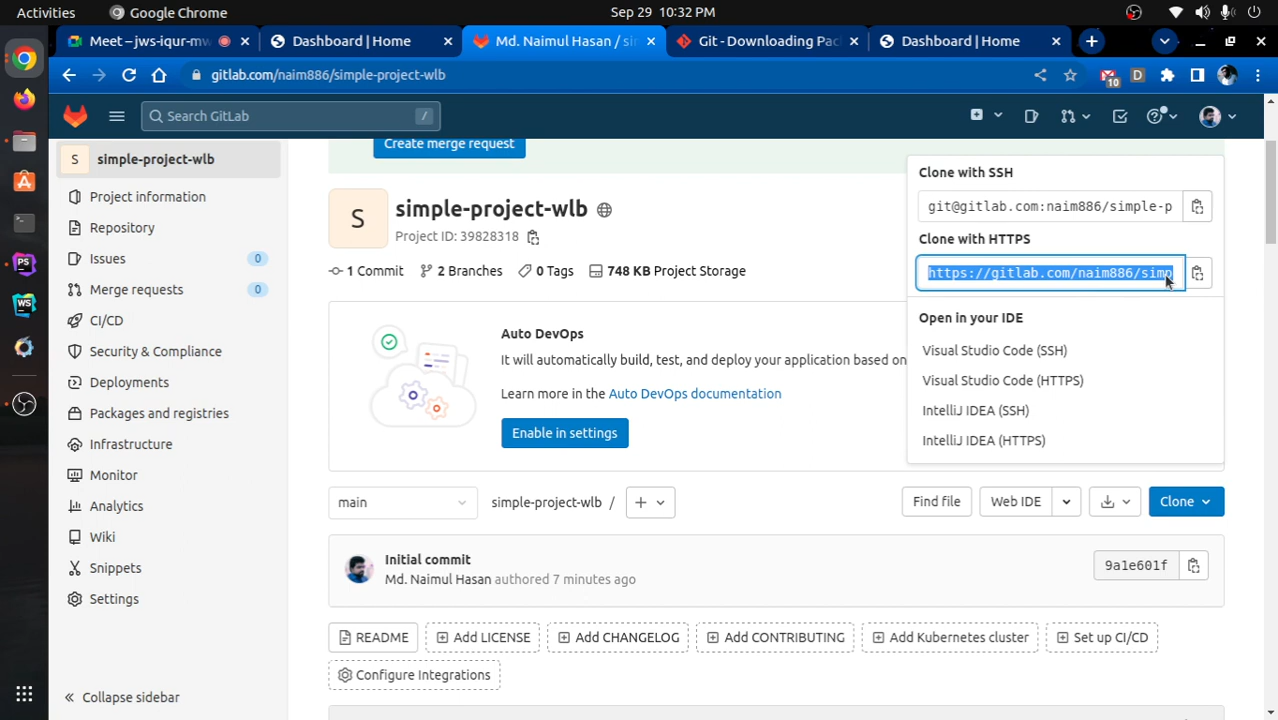 Activities
Google Chrome
Sep 29 10:32 PM
Meet – jws-iqur-mw
Dashboard | Home
Md. Naimul Hasan / sir
Git - Downloading Pac
Dashboard | Home
gitlab.com/naim886/simple-project-wlb
10
D
Search GitLab
/
S
simple-project-wlb
Project information
Repository
Issues
0
Merge requests
0
CI/CD
Security & Compliance
Deployments
Packages and registries
Infrastructure
Monitor
Analytics
Wiki
Snippets
Settings
Collapse sidebar
Create merge request
S
simple-project-wlb
Project ID: 39828318
1 Commit
2 Branches
0 Tags
748 KB Project Storage
Auto DevOps
It will automatically build, test, and deploy your application based on
Learn more in the Auto DevOps documentation
Enable in settings
Clone with SSH
git@gitlab.com:naim886/simple-p
Clone with HTTPS
https://gitlab.com/naim886/simp
Open in your IDE
Visual Studio Code (SSH)
Visual Studio Code (HTTPS)
IntelliJ IDEA (SSH)
IntelliJ IDEA (HTTPS)
main
simple-project-wlb /
Find file
Web IDE
Clone
Initial commit
Md. Naimul Hasan authored 7 minutes ago
9a1e601f
README
Add LICENSE
Add CHANGELOG
Add CONTRIBUTING
Add Kubernetes cluster
Set up CI/CD
Configure Integrations